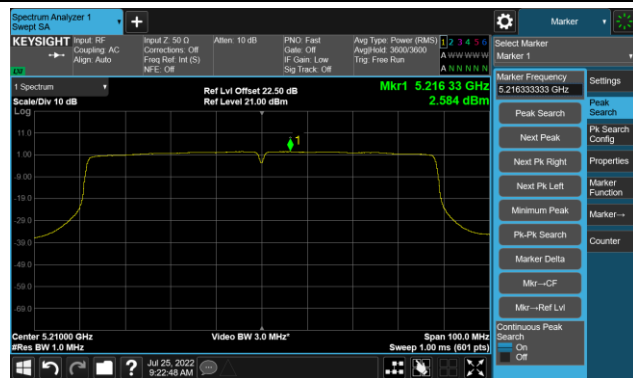 Spectrum Analyzer 1
Swept SA
Marker
KEYSIGHT
Input: RF
Coupling: AC
Align: Auto
Input Z: 50 Ω
Corrections: Off
Freq Ref: Int (S)
NFE: Off
Atten: 10 dB
PNO: Fast
Gate: Off
IF Gain: Low
Sig Track: Off
Avg Type: Power (RMS)
Avg|Hold: 3600/3600
Trig: Free Run
1 2 3 4 5 6
A W W W W W
A N N N N N
Select Marker
Marker 1
1 Spectrum
Scale/Div 10 dB
Log
Ref Lvl Offset 22.50 dB
Ref Level 21.00 dBm
Mkr1 5.216 33 GHz
2.584 dBm
1
11.0
1.00
-9.00
-19.0
-29.0
-39.0
-49.0
-59.0
-69.0
Center 5.21000 GHz
#Res BW 1.0 MHz
Video BW 3.0 MHz*
Span 100.0 MHz
Sweep 1.00 ms (601 pts)
Marker Frequency
5.216333333 GHz
Peak Search
Next Peak
Next Pk Right
Next Pk Left
Minimum Peak
Pk-Pk Search
Marker Delta
Mkr→CF
Mkr→Ref Lvl
Continuous Peak
Search
On
Off
Settings
Peak
Search
Pk Search
Config
Properties
Marker
Function
Marker→
Counter
Jul 25, 2022
9:22:48 AM